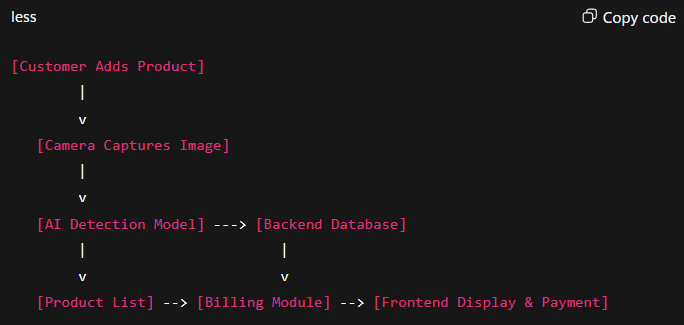 less Copy code
[Customer Adds Product]
|
v
[Camera Captures Image]
|
v
[AI Detection Model] ---> [Backend Database]
| |
v v
[Product List] --> [Billing Module] --> [Frontend Display & Payment]